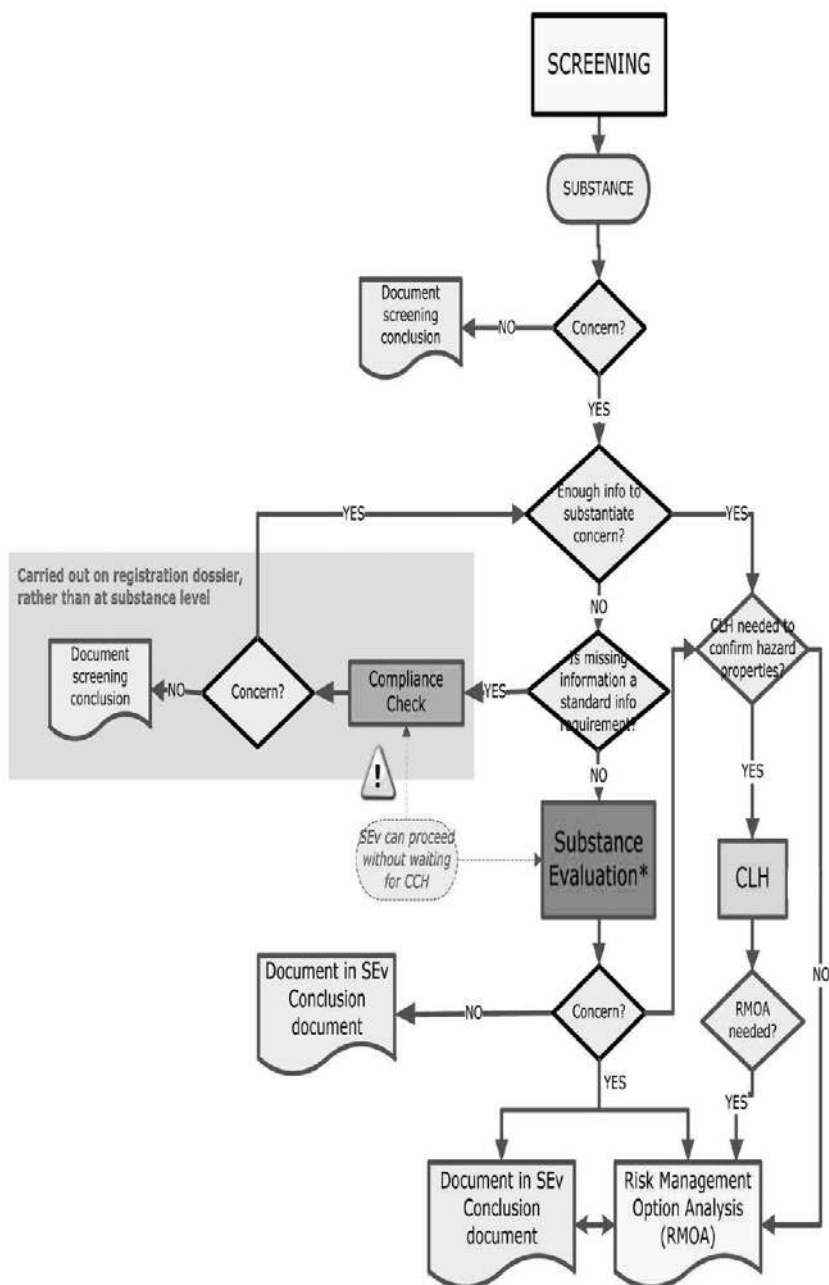 SCREENING
SUBSTANCE
Document
screening
conclusion
NO
Concern?
YES
Enough info to
substantiate
concern?
YES
YES
Carried out on registration dossier,
rather than at substance level
NO
CLH needed to
confirm hazard
properties?
Document
screening
conclusion
NO
Concern?
Compliance
Check
YES
Is missing
information a
standard info
requirement?
!
NO
YES
SEv can proceed
without waiting
for CCH
Substance
Evaluation*
CLH
NO
Document in SEv
Conclusion
document
NO
Concern?
RMOA
needed?
YES
YES*
Document in SEv
Conclusion
document
Risk Management
Option Analysis
(RMOA)